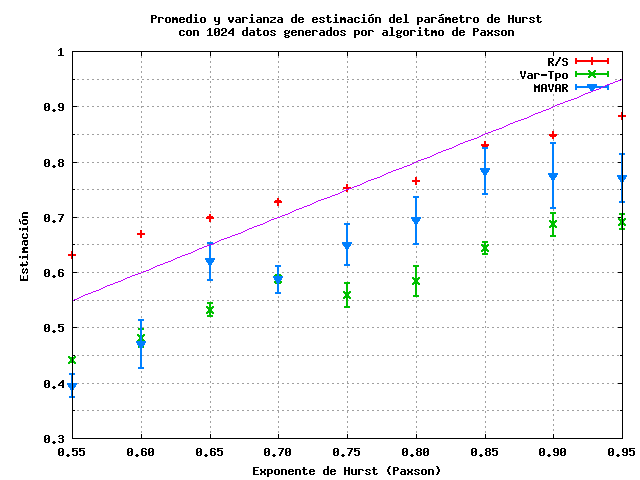 Promedio y varianza de estimación del parámetro de Hurst
con 1024 datos generados por algoritmo de Paxson
R/S
Var-Tpo
MAVAR
1
0.9
0.8
0.7
0.6
0.5
0.4
0.3
Estimación
0.55 0.60 0.65 0.70 0.75 0.80 0.85 0.90 0.95
Exponente de Hurst (Paxson)